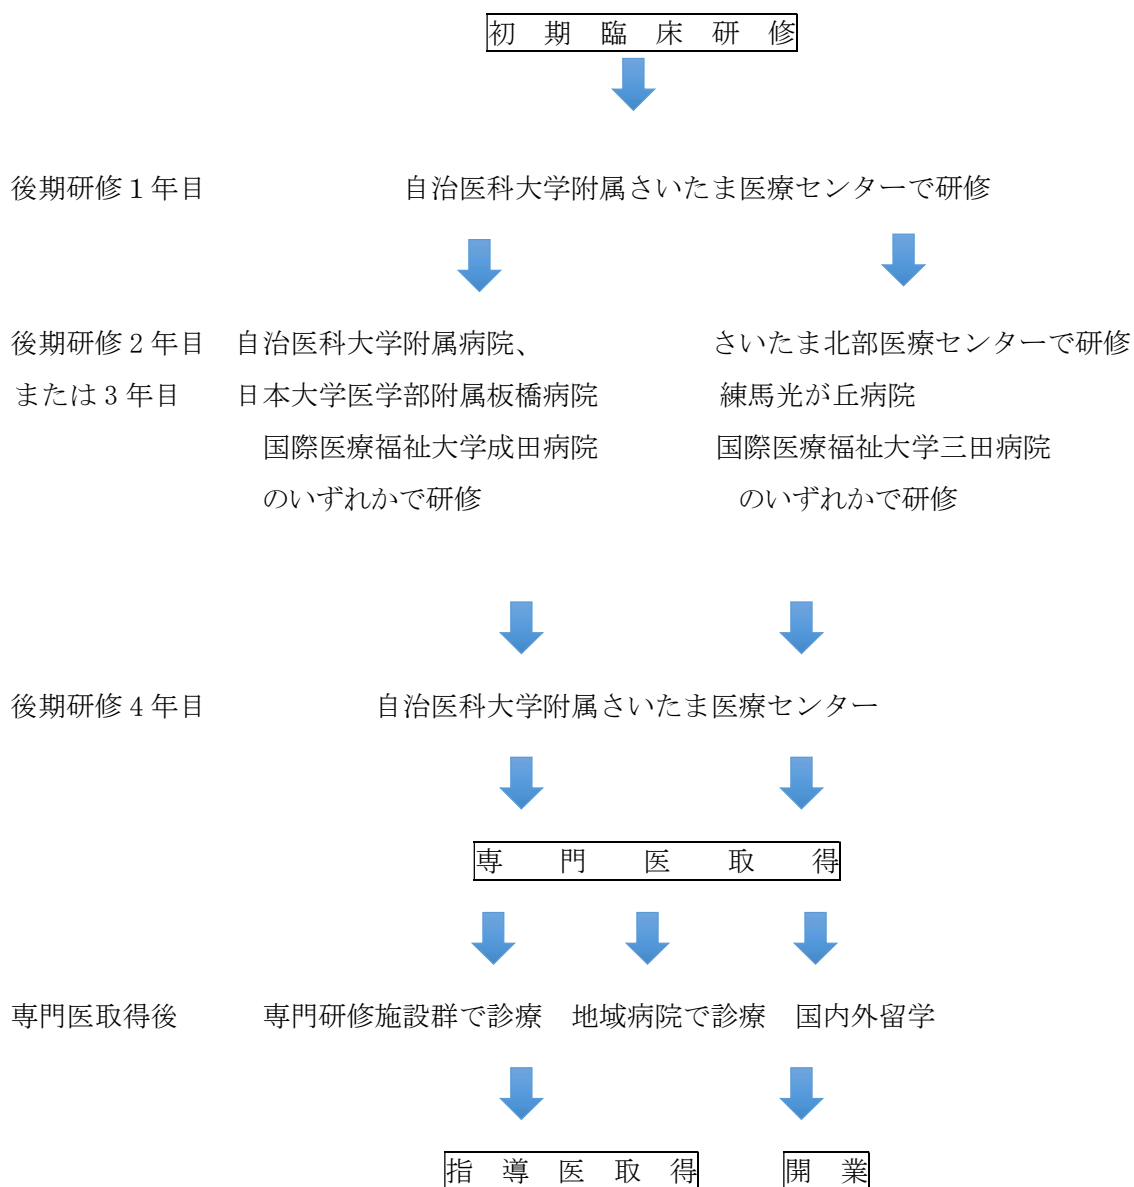 初期臨床研修
後期研修１年目 自治医科大学附属さいたま医療センターで研修
後期研修２年目 自治医科大学附属病院、 さいたま北部医療センターで研修
または３年目 日本大学医学部附属板橋病院 練馬光が丘病院
国際医療福祉大学成田病院 国際医療福祉大学三田病院
のいずれかで研修 のいずれかで研修
後期研修４年目 自治医科大学附属さいたま医療センター
専門医取得
専門医取得後 専門研修施設群で診療 地域病院で診療 国内外留学
指導医取得 開業